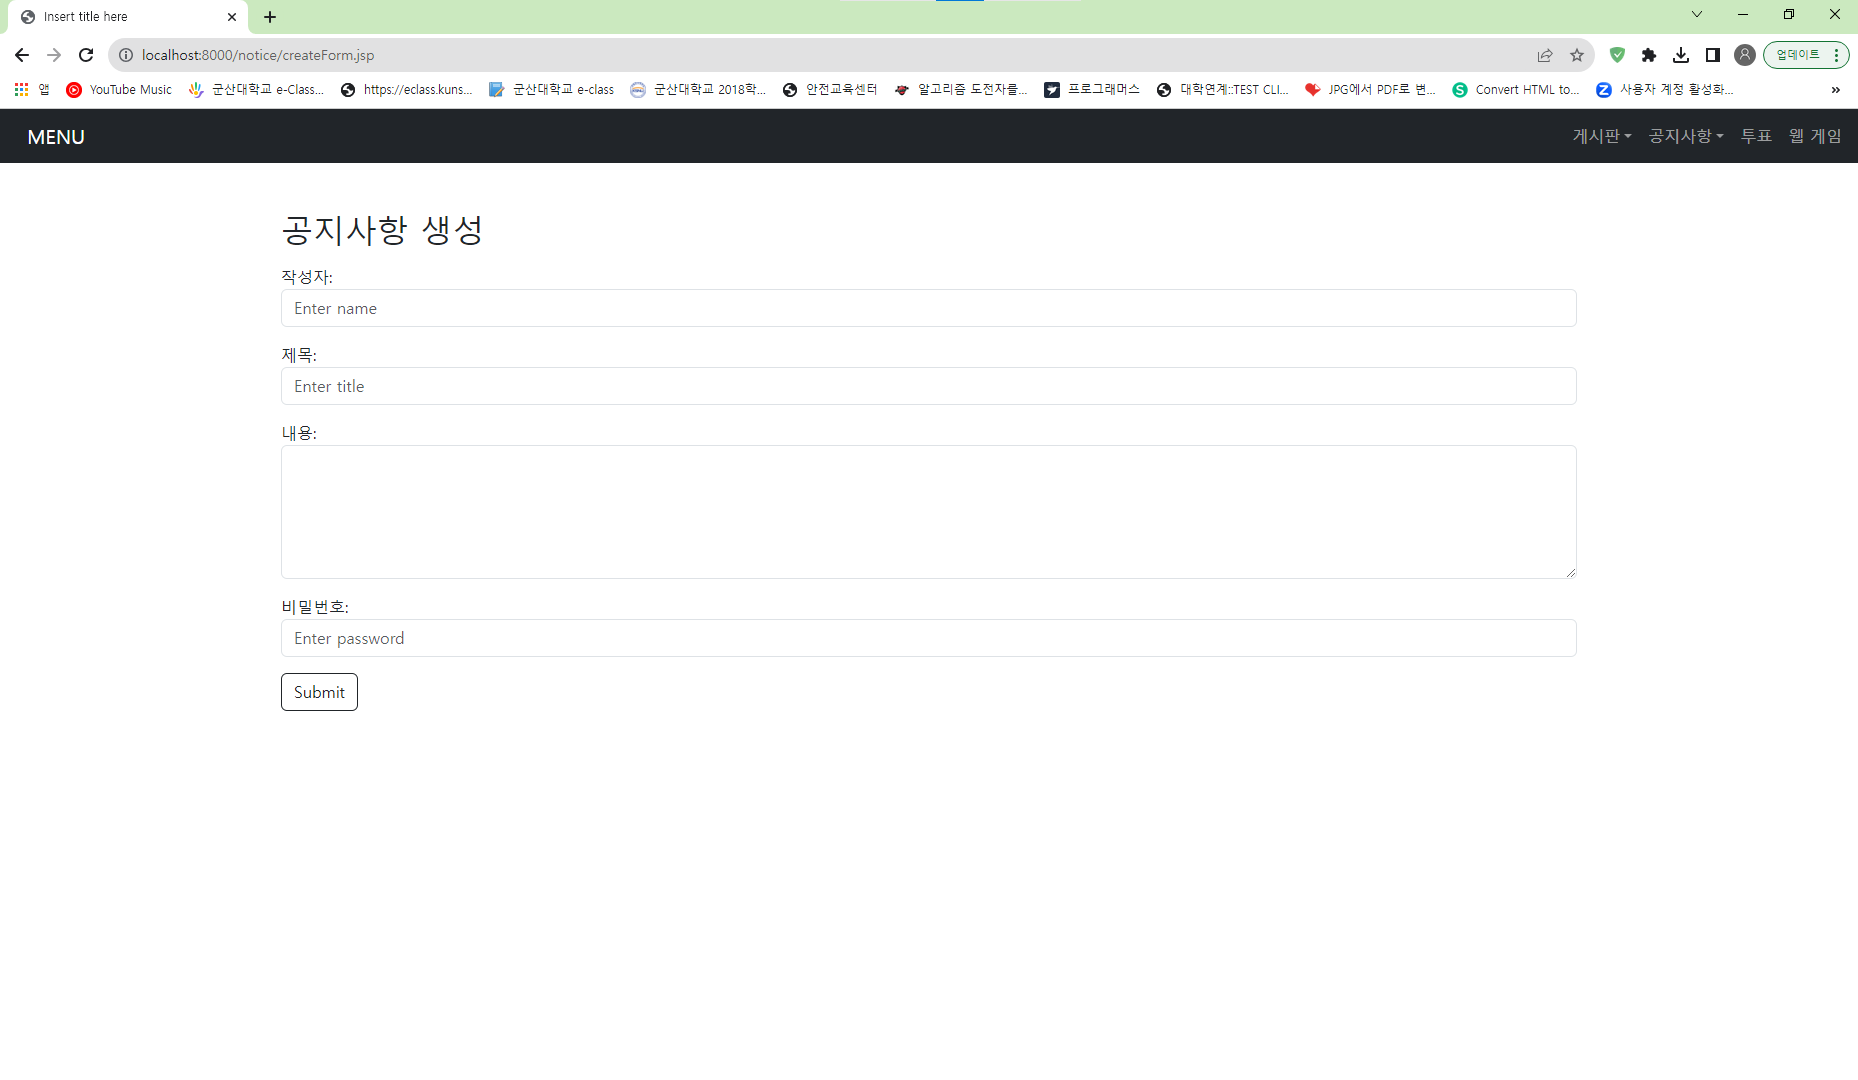 Insert title here
localhost:8000/notice/createForm.jsp
업데이트
앱 YouTube Music 군산대학교 e-Class... https://eclass.kuns... 군산대학교 e-class 군산대학교 2018학... 안전교육센터 알고리즘 도전자를... 프로그래머스 대학연계::TEST CLI... JPG에서 PDF로 변... Convert HTML to... 사용자 계정 활성화... »
MENU 게시판 공지사항 투표 웹 게임
공지사항 생성
작성자:
Enter name
제목:
Enter title
내용:
비밀번호:
Enter password
Submit